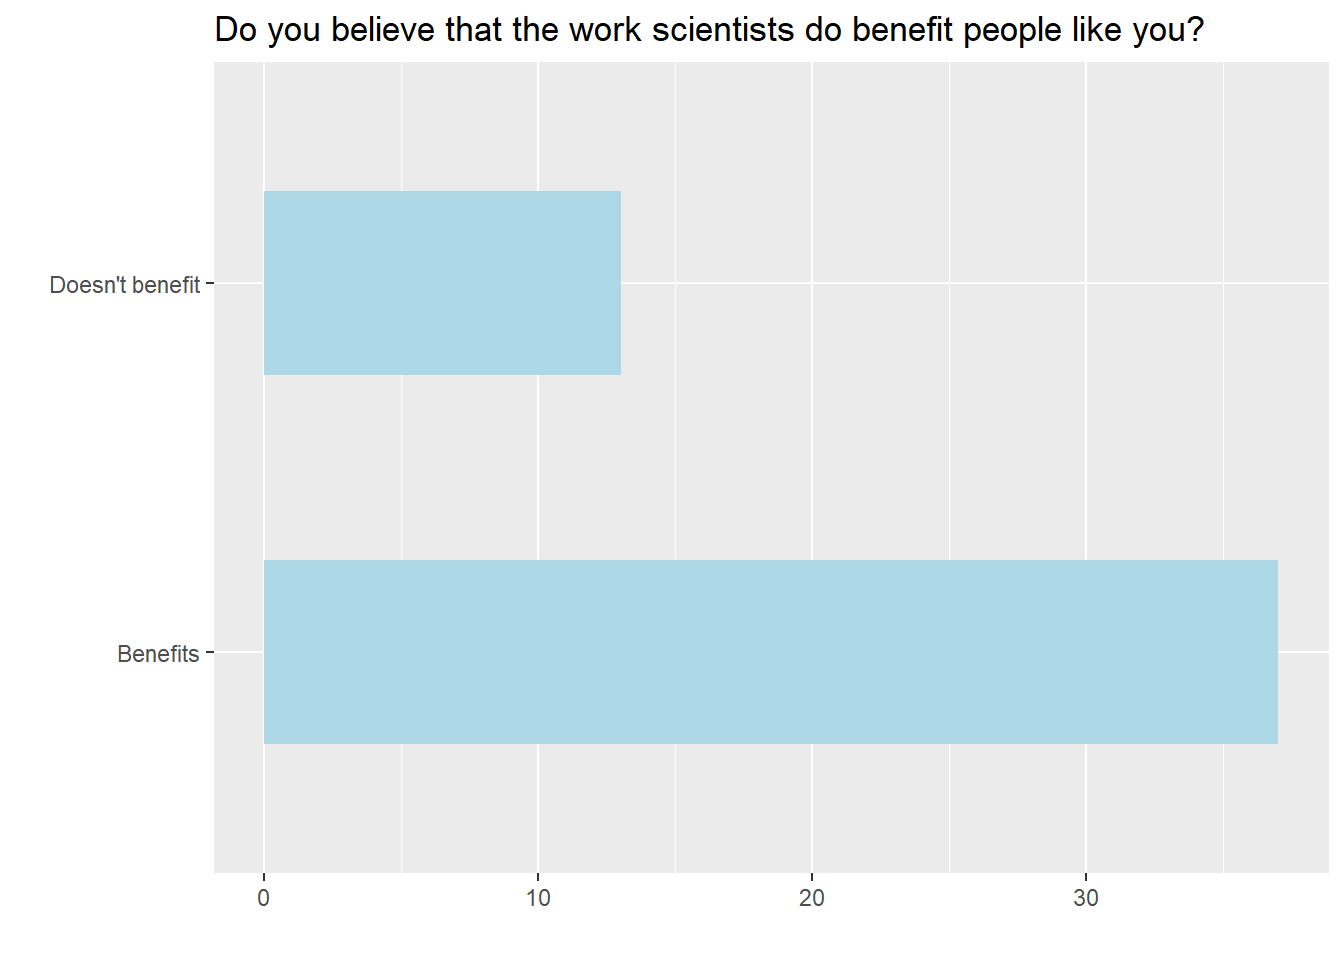 Do you believe that the work scientists do benefit people like you?
Doesn't benefit
Benefits
0 10 20 30